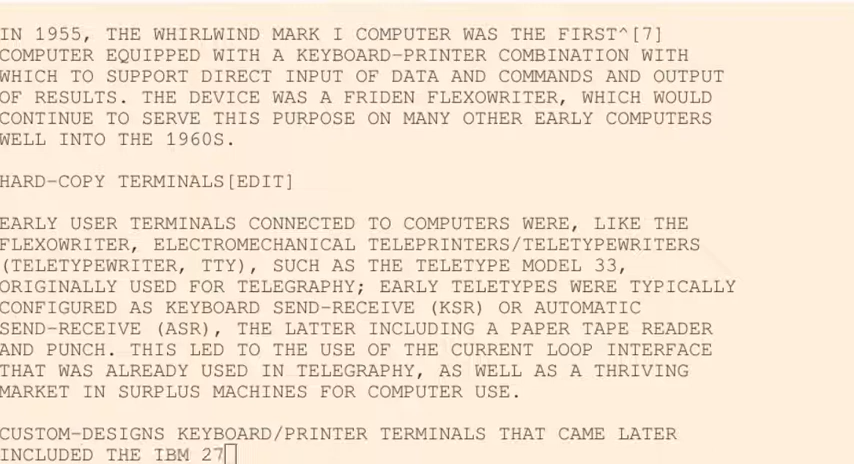 IN 1955, THE WHIRLWIND MARK I COMPUTER WAS THE FIRST^[7]
COMPUTER EQUIPPED WITH A KEYBOARD-PRINTER COMBINATION WITH
WHICH TO SUPPORT DIRECT INPUT OF DATA AND COMMANDS AND OUTPUT
OF RESULTS. THE DEVICE WAS A FRIDEN FLEXOWRITER, WHICH WOULD
CONTINUE TO SERVE THIS PURPOSE ON MANY OTHER EARLY COMPUTERS
WELL INTO THE 1960S.
HARD-COPY TERMINALS[EDIT]
EARLY USER TERMINALS CONNECTED TO COMPUTERS WERE, LIKE THE
FLEXOWRITER, ELECTROMECHANICAL TELEPRINTERS/TELETYPEWRITERS
(TELETYPEWRITER, TTY), SUCH AS THE TELETYPE MODEL 33,
ORIGINALLY USED FOR TELEGRAPHY; EARLY TELETYPES WERE TYPICALLY
CONFIGURED AS KEYBOARD SEND-RECEIVE (KSR) OR AUTOMATIC
SEND-RECEIVE (ASR), THE LATTER INCLUDING A PAPER TAPE READER
AND PUNCH. THIS LED TO THE USE OF THE CURRENT LOOP INTERFACE
THAT WAS ALREADY USED IN TELEGRAPHY, AS WELL AS A THRIVING
MARKET IN SURPLUS MACHINES FOR COMPUTER USE.
CUSTOM-DESIGNS KEYBOARD/PRINTER TERMINALS THAT CAME LATER
INCLUDED THE IBM 27